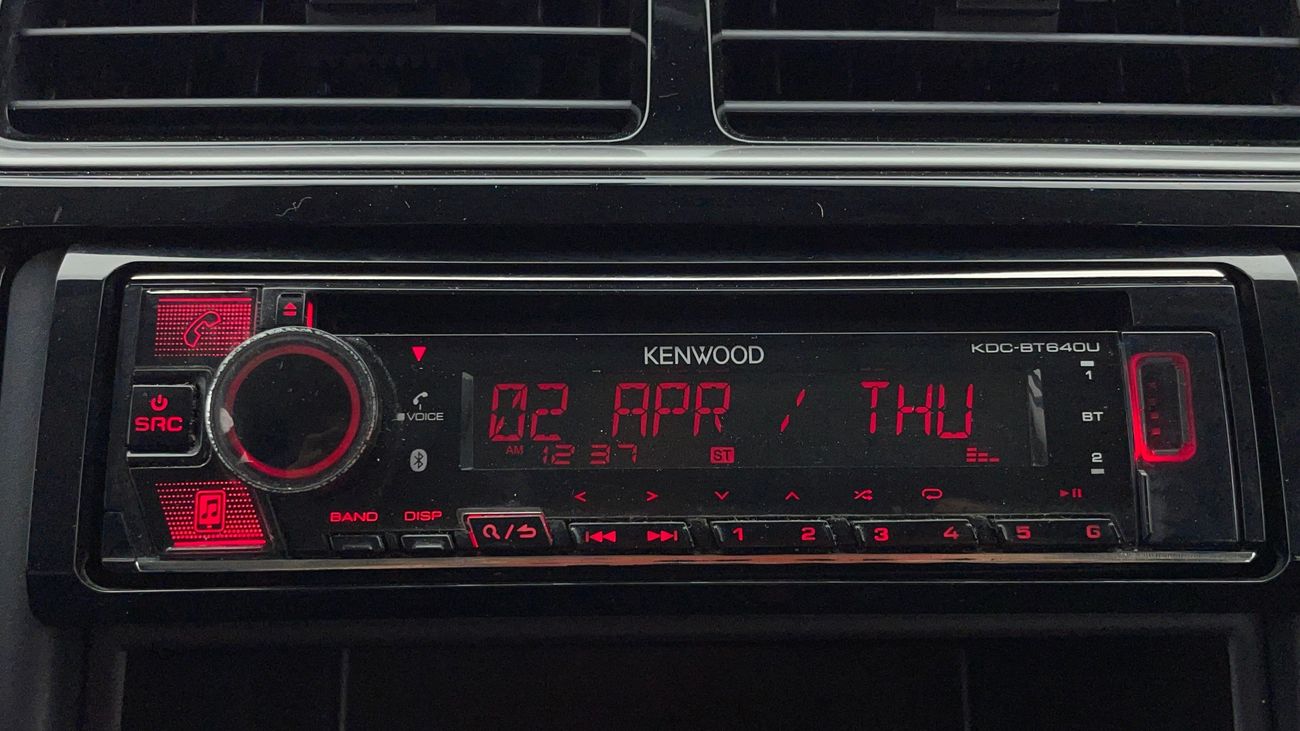 KENWOOD KDC-BT640U
SRC
VOICE
02 APR / THU
AM 12:37 ST
1
BT
2
BAND DISP
1 2 3 4 5 6